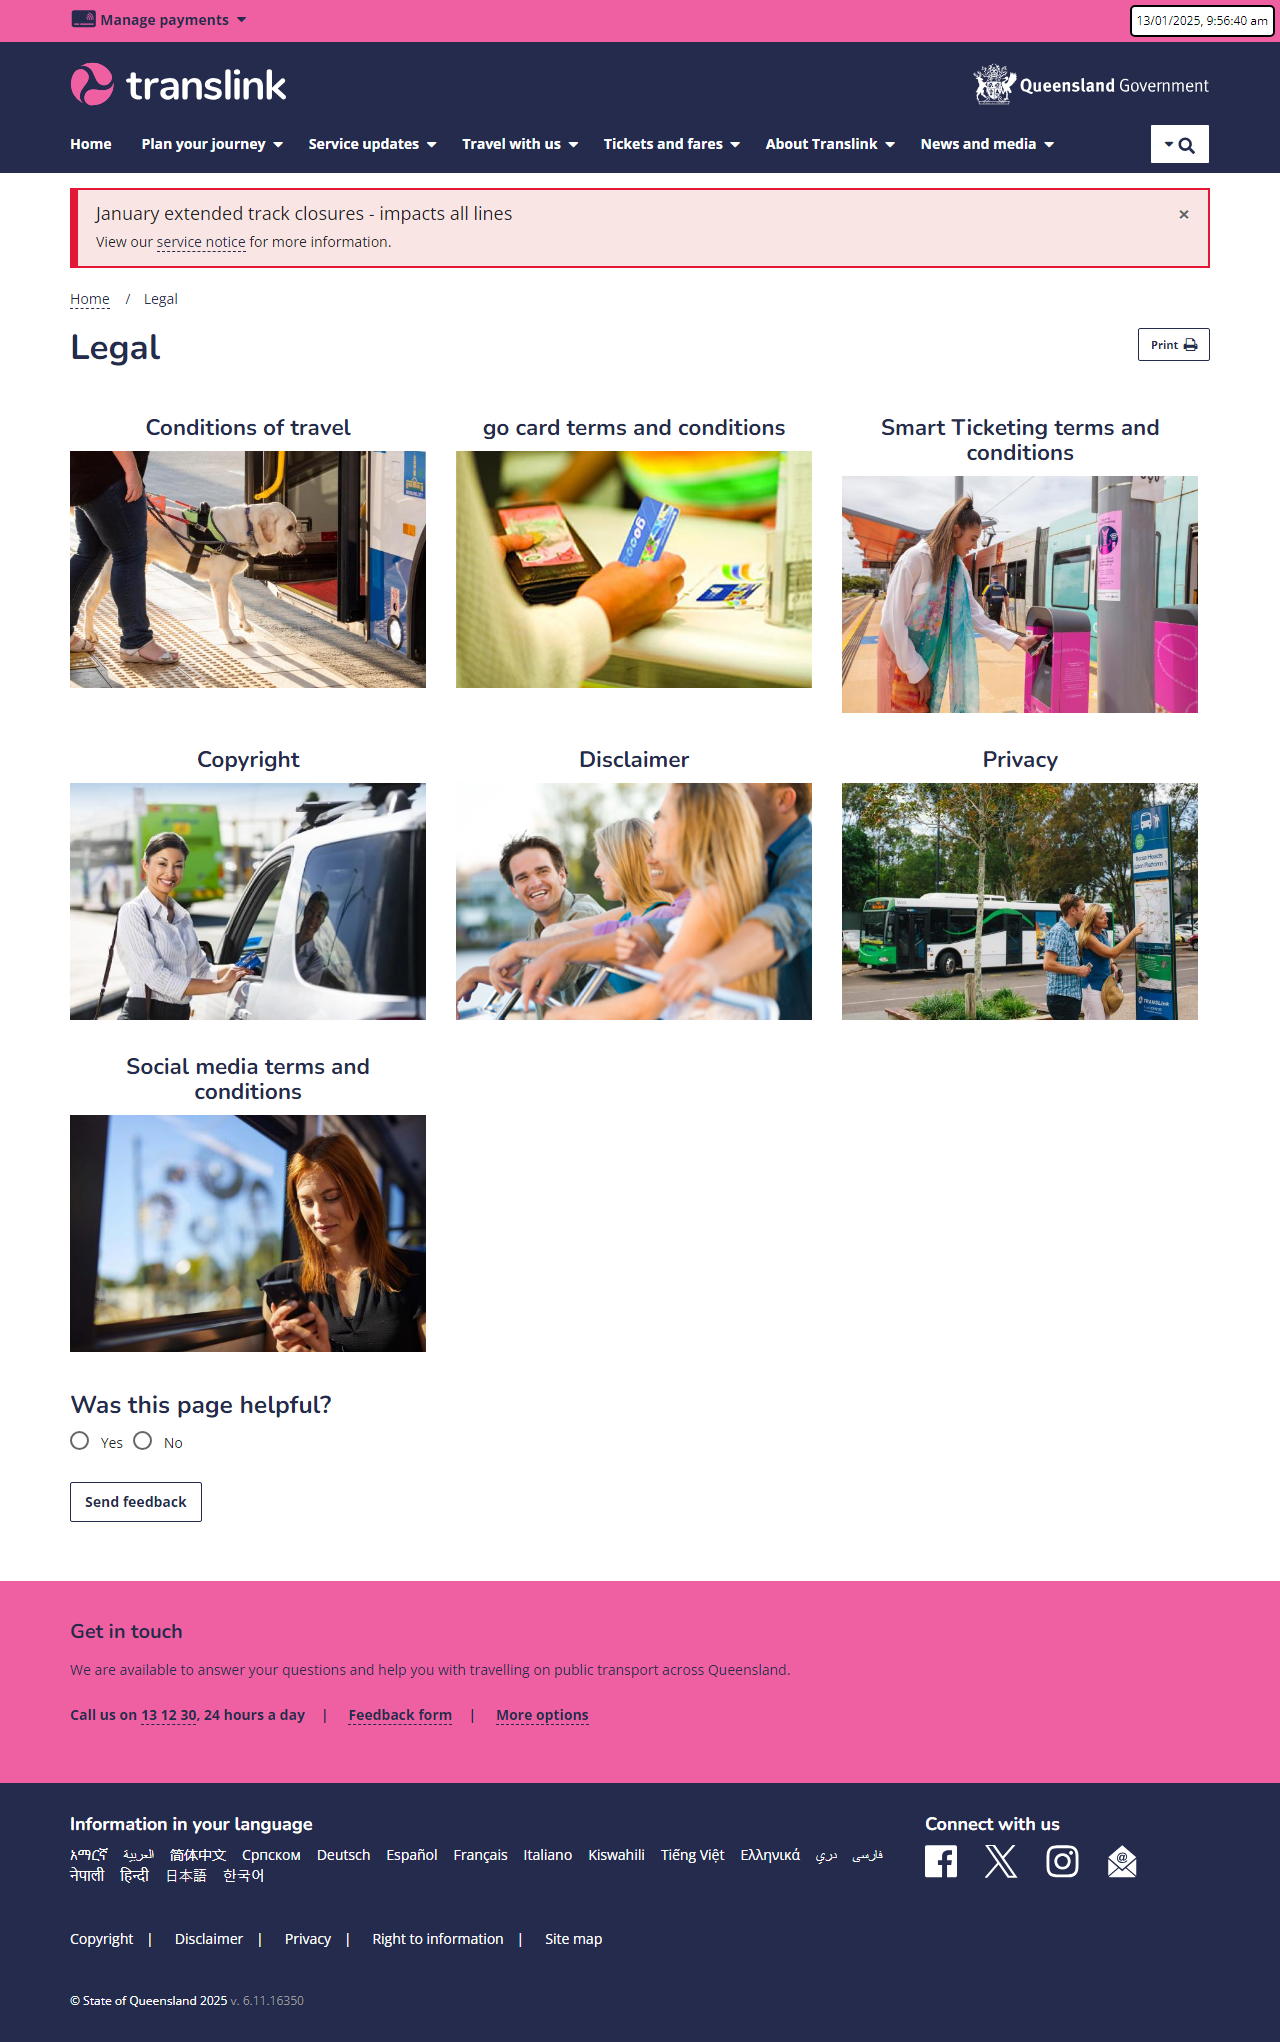 Manage payments
13/01/2025, 9:56:40 am
translink
Queensland Government
Home Plan your journey Service updates Travel with us Tickets and fares About Translink News and media
January extended track closures - impacts all lines ×
View our service notice for more information.
Home / Legal
Legal
Print
Conditions of travel
go card terms and conditions
Smart Ticketing terms and
conditions
Copyright
Disclaimer
Privacy
Social media terms and
conditions
Was this page helpful?
Yes No
Send feedback
Get in touch
We are available to answer your questions and help you with travelling on public transport across Queensland.
Call us on 13 12 30, 24 hours a day | Feedback form | More options
Information in your language
አማርኛ العربية 简体中文 Српском Deutsch Español Français Italiano Kiswahili Tiếng Việt Ελληνικά دري فارسی
नेपाली हिन्दी 日本語 한국어
Connect with us
Copyright | Disclaimer | Privacy | Right to information | Site map
© State of Queensland 2025 v. 6.11.16350